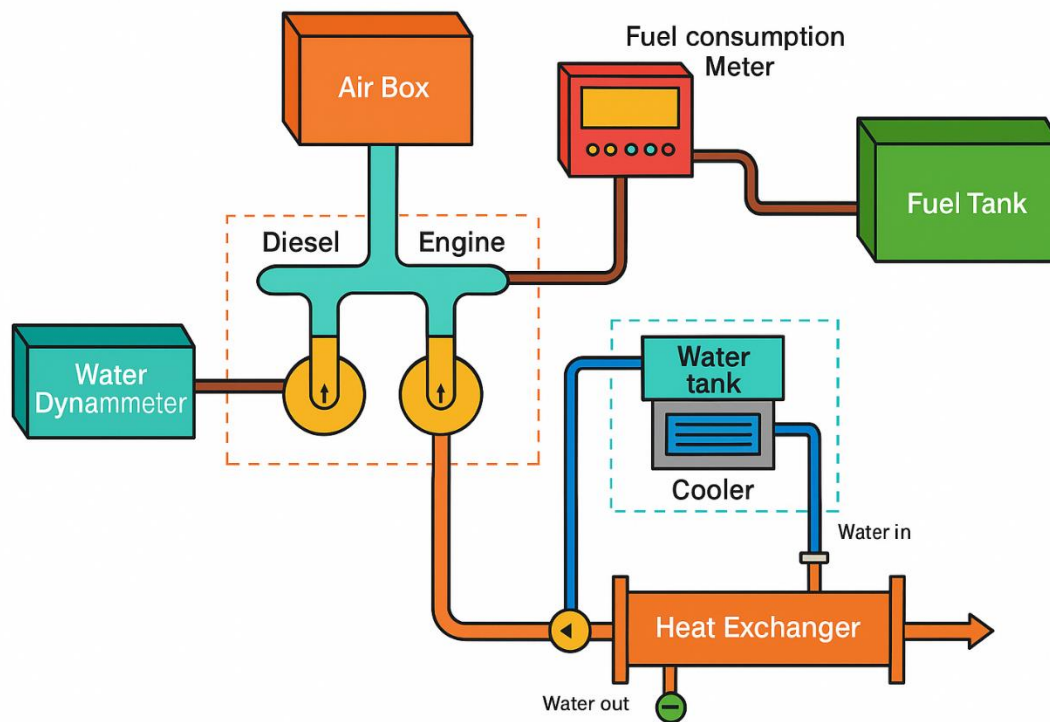 Air Box
Fuel consumption
Meter
Fuel Tank
Diesel Engine
Water
Dynammeter
Water
tank
Cooler
Water in
Heat Exchanger
Water out